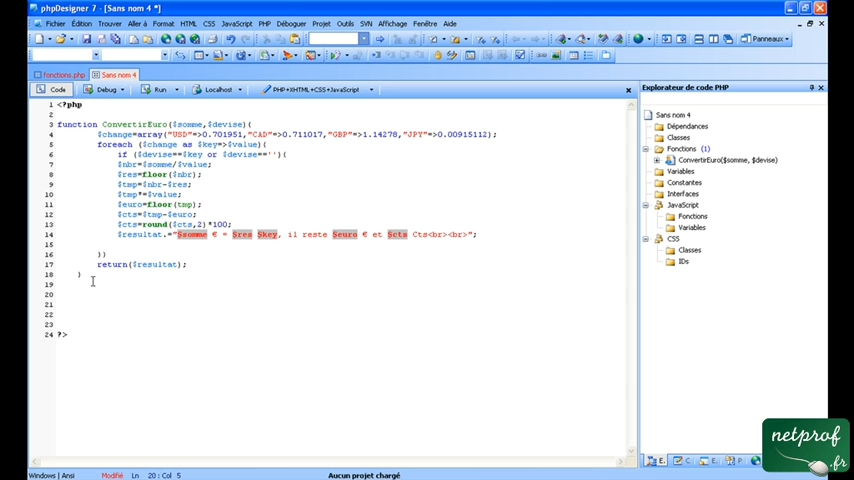 phpDesigner 7 - [Sans nom 4 *]
Fichier Édition Trouver Aller à Format HTML CSS JavaScript PHP Débogguer Projet Outils SVN Affichage Fenêtre Aide
Panneaux
fonctions.php Sans nom 4 *
Code Debug Run Localhost PHP+XHTML+CSS+JavaScript
Explorateur de code PHP
1 <?php
2
3 function ConvertirEuro($somme,$devise){
4 $change=array("USD"=>0.701951,"CAD"=>0.711017,"GBP"=>1.14278,"JPY"=>0.00915112);
5 foreach ($change as $key=>$value){
6 if ($devise==$key or $devise==''){
7 $nbr=$somme/$value;
8 $res=floor($nbr);
9 $tmp=$nbr-$res;
10 $tmp*=$value;
11 $euro=floor(tmp);
12 $cts=$tmp-$euro;
13 $cts=round($cts,2)*100;
14 $resultat.="$somme € = $res $key, il reste $euro € et $cts Cts<br><br>";
15
16 }}
17 return($resultat);
18 }
19
20
21
22
23
24 ?>
Sans nom 4
Dépendances
Classes
Fonctions (1)
ConvertirEuro($somme, $devise)
Variables
Constantes
Interfaces
JavaScript
Fonctions
Variables
CSS
Classes
IDs
E.. C.. E.. P
netprof
.fr
Windows | Ansi Modifié Ln 20 : Col 5 Aucun projet chargé